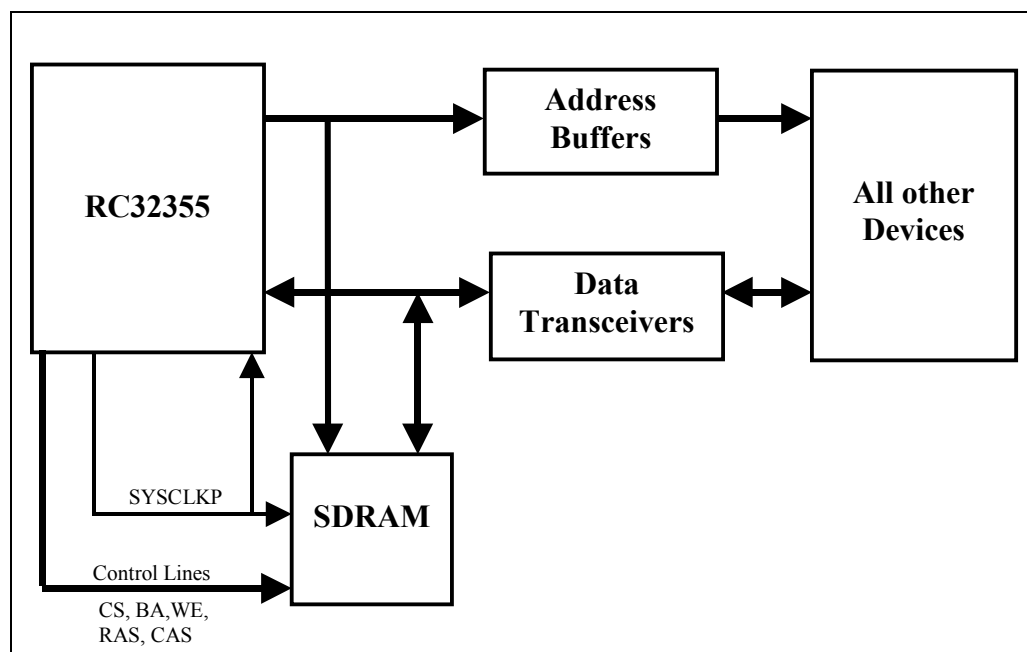 Address
Buffers
RC32355
All other
Devices
Data
Transceivers
SYSCLKP
SDRAM
Control Lines
CS, BA,WE,
RAS, CAS